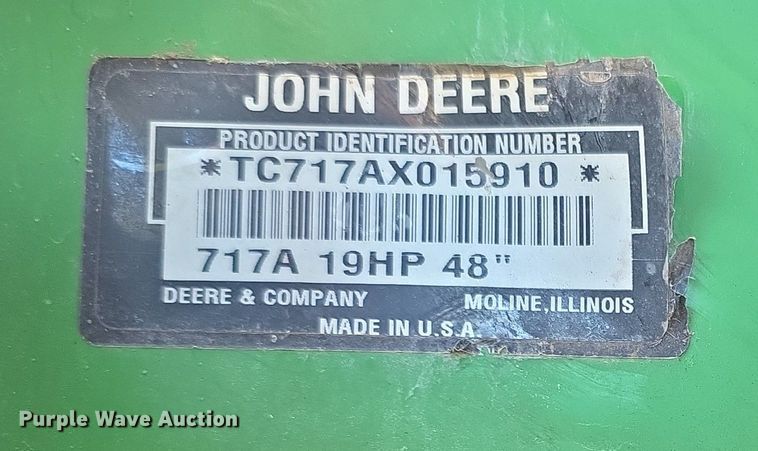 JOHN DEERE
PRODUCT IDENTIFICATION NUMBER
*TC717AX015910 *
717A 19HP 48"
DEERE & COMPANY MOLINE, ILLINOIS
MADE IN U.S.A.
Purple Wave Auction